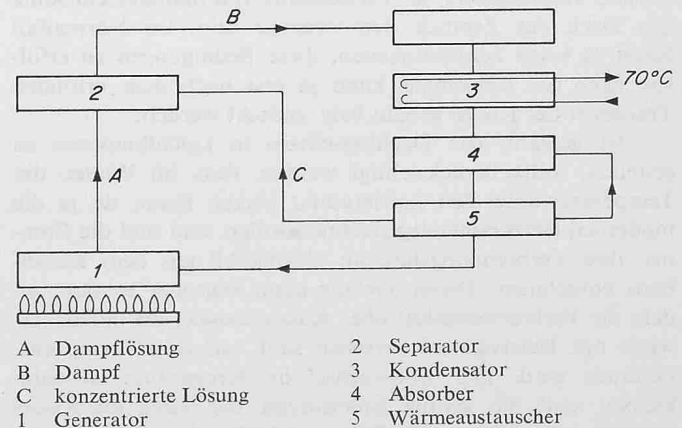 B
2
3
70°C
A
C
4
5
1
A Dampflösung
B Dampf
C konzentrierte Lösung
1 Generator
2 Separator
3 Kondensator
4 Absorber
5 Wärmeaustauscher